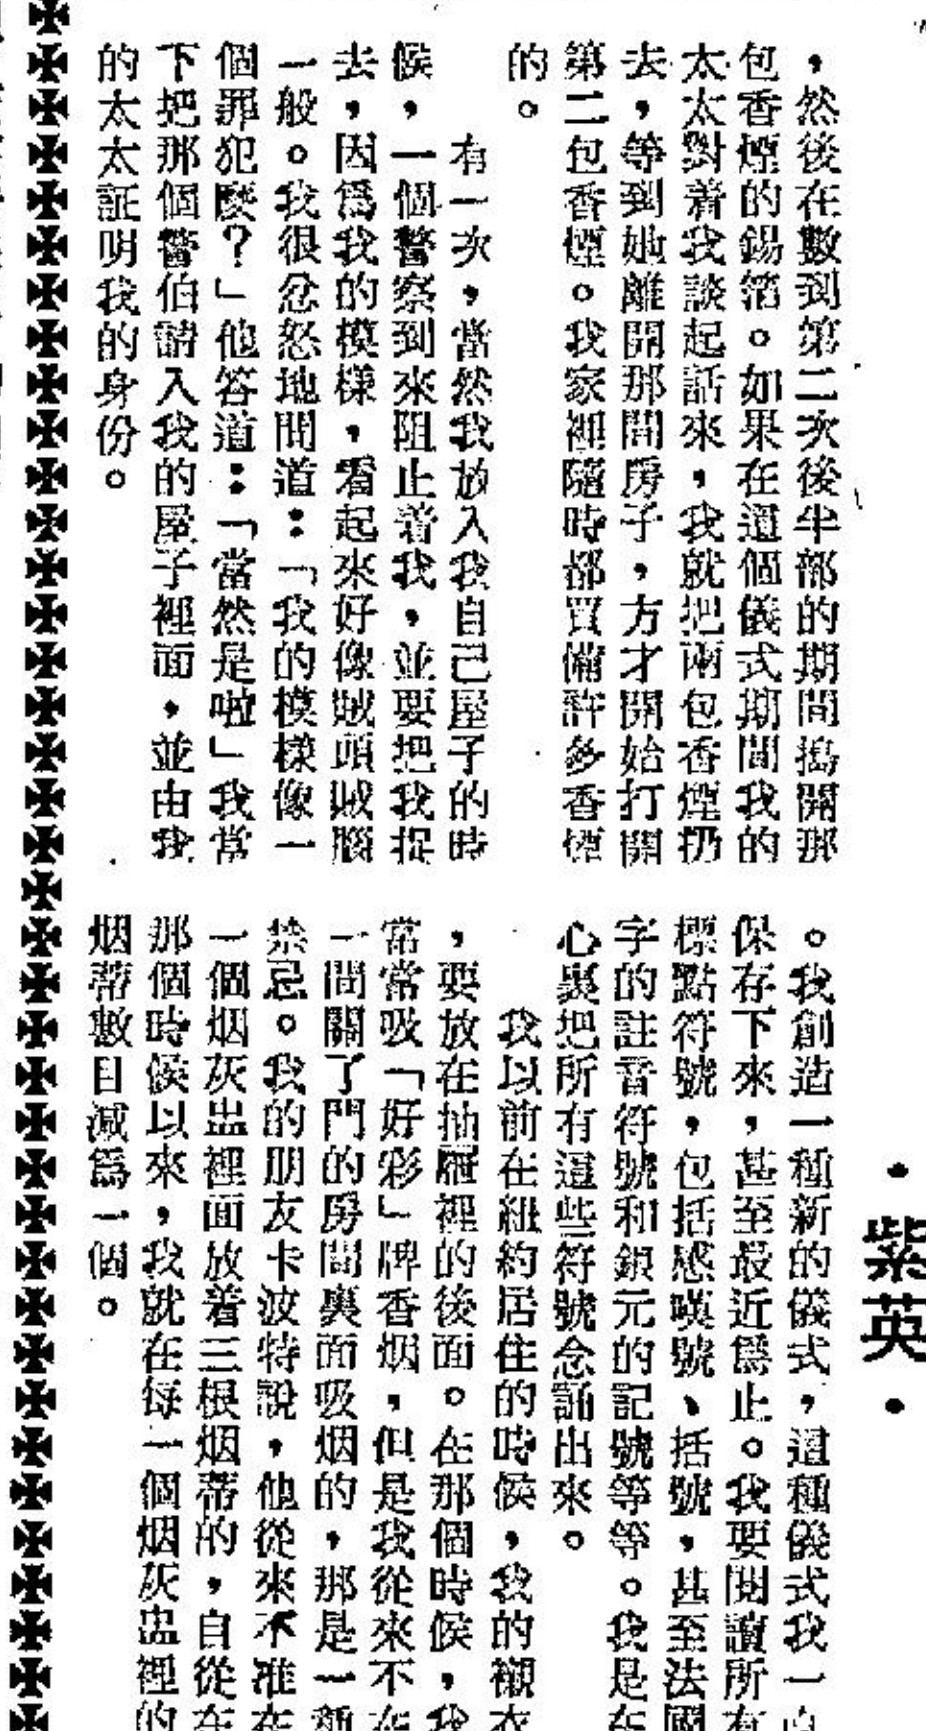 ，然後在數到第二次後半部的期間搗開那
包香煙的錫箔。如果在這個儀式期間我的
太太對着我談起話來，我就把兩包香煙扔
去，等到她離開那間房子，方才開始打開
第二包香煙。我家裡隨時都買備許多香煙
的。
有一次，當然我放入我自己屋子的時
候，一個警察到來阻止着我，並要把我捉
去，因爲我的模樣，看起來好像賊頭賊腦
一般。我很忿怒地問道：「我的模樣像一
個罪犯麼？」他答道：「當然是啦」我當
下把那個警伯請入我的屋子裡面，並由我
的太太証明我的身份。
・紫英・
。我創造一種新的儀式，這種儀式我一
保存下來，甚至最近爲止。我要閱讀所有
標點符號，包括感嘆號、括號，甚至法國
字的註音符號和銀元的記號等等。我是在
心裏把所有這些符號念誦出來。
我以前在紐約居住的時候，我的襯衣
，要放在抽屜裡的後面。在那個時候，我
常常吸「好彩」牌香烟，但是我從來不在
一間關了門的房間裏面吸烟的，那是一種
禁忌。我的朋友卡波特說，他從來不准在
一個烟灰盅裡面放着三根烟蒂的，自從在
那個時候以來，我就在每一個烟灰盅裡的
烟蒂數目減爲一個。